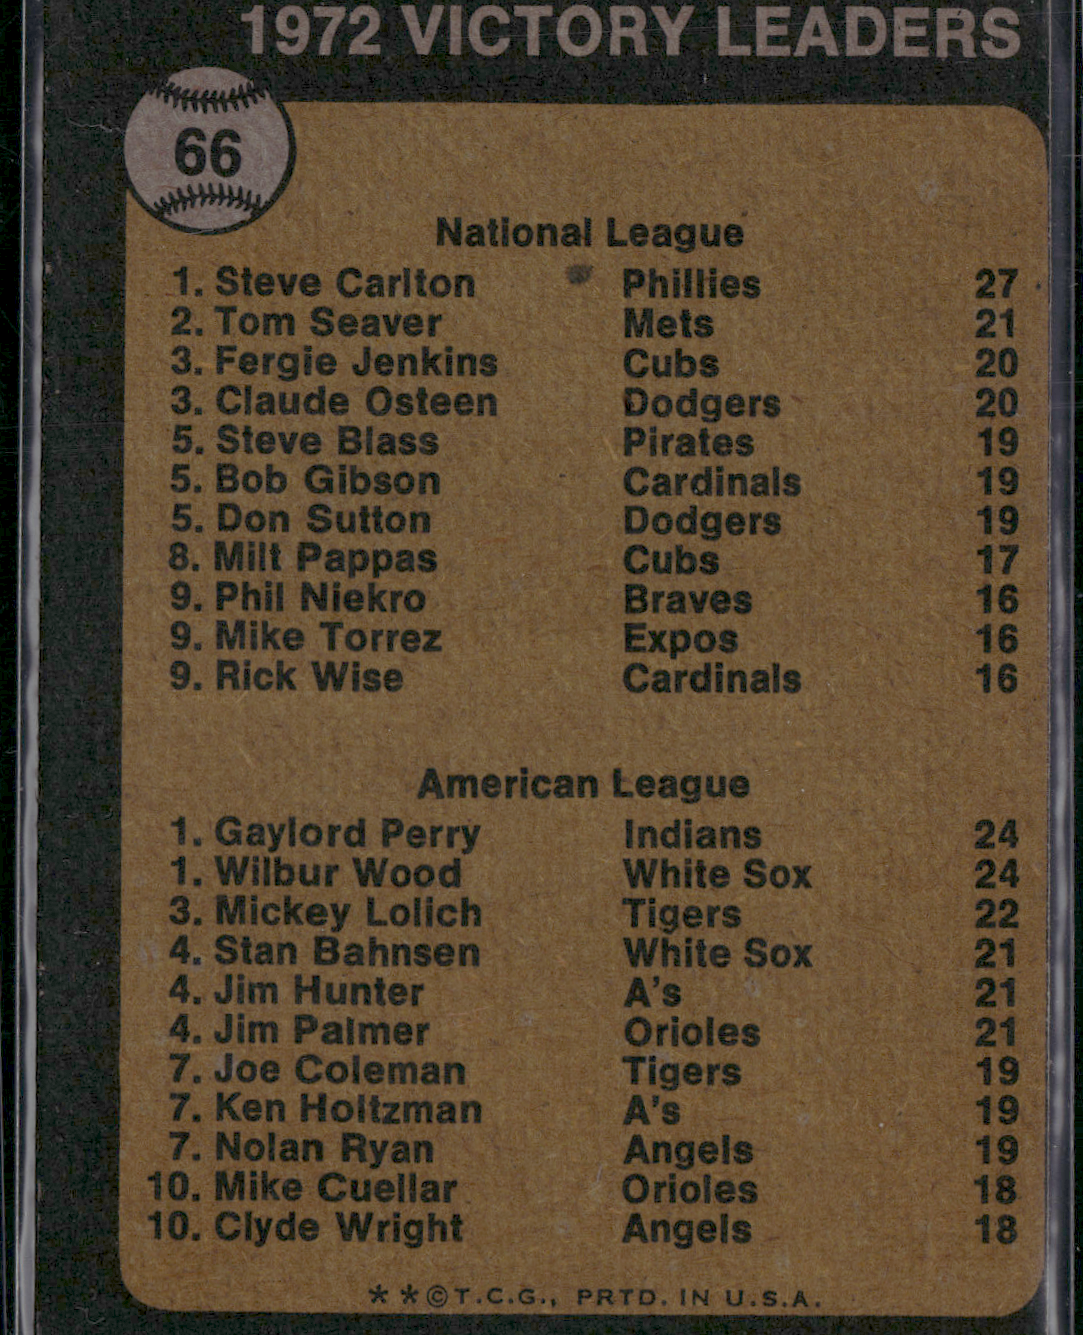 1972 VICTORY LEADERS
66
National League
1. Steve Carlton Phillies 27
2. Tom Seaver Mets 21
3. Fergie Jenkins Cubs 20
3. Claude Osteen Dodgers 20
5. Steve Blass Pirates 19
5. Bob Gibson Cardinals 19
5. Don Sutton Dodgers 19
8. Milt Pappas Cubs 17
9. Phil Niekro Braves 16
9. Mike Torrez Expos 16
9. Rick Wise Cardinals 16
American League
1. Gaylord Perry Indians 24
1. Wilbur Wood White Sox 24
3. Mickey Lolich Tigers 22
4. Stan Bahnsen White Sox 21
4. Jim Hunter A's 21
4. Jim Palmer Orioles 21
7. Joe Coleman Tigers 19
7. Ken Holtzman A's 19
7. Nolan Ryan Angels 19
10. Mike Cuellar Orioles 18
10. Clyde Wright Angels 18
* * © T.C.G., PRTD. IN U.S.A.